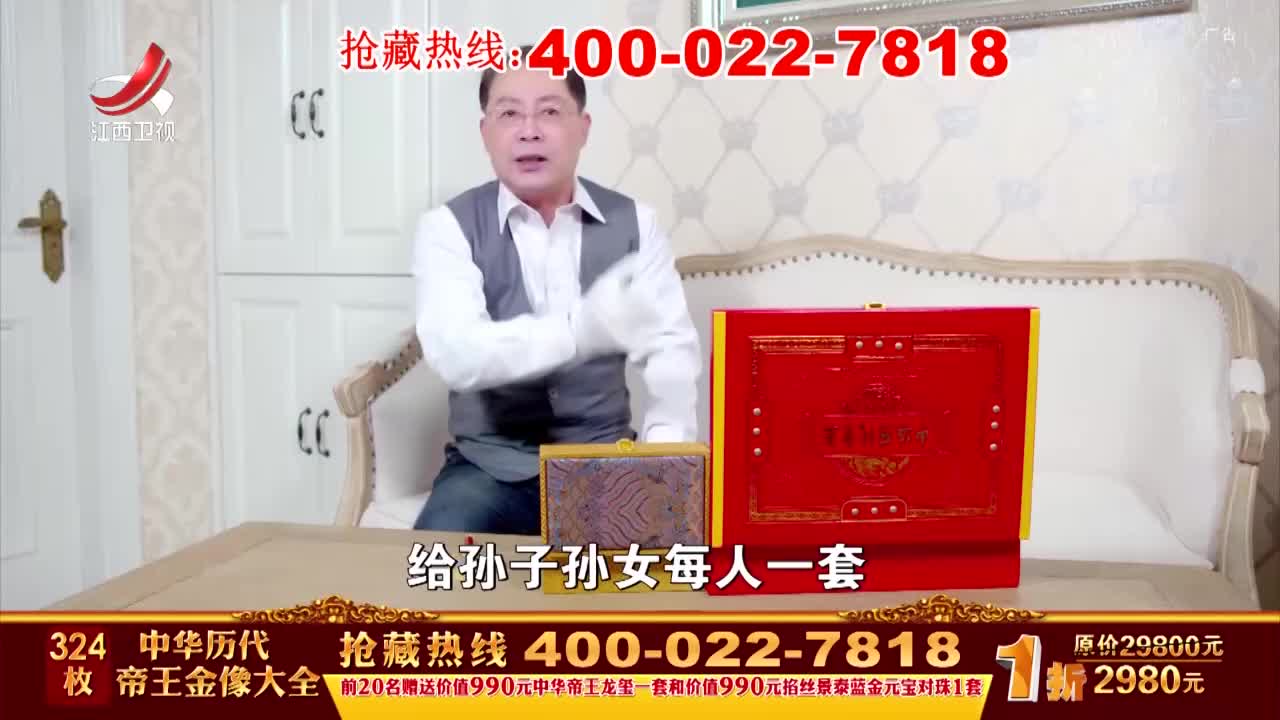 抢藏热线:400-022-7818
广告
江西卫视
给孙子孙女每人一套
324枚
中华历代
帝王金像大全
抢藏热线 400-022-7818
前20名赠送价值990元中华帝王龙玺一套和价值990元掐丝景泰蓝金元宝对珠1套
1折
原价29800元
2980元